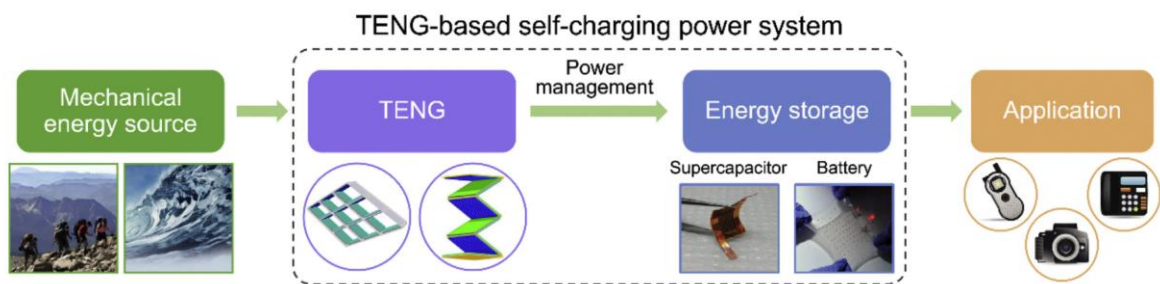 TENG-based self-charging power system
Mechanical
energy source
TENG
Power
management
Energy storage
Application
Supercapacitor
Battery